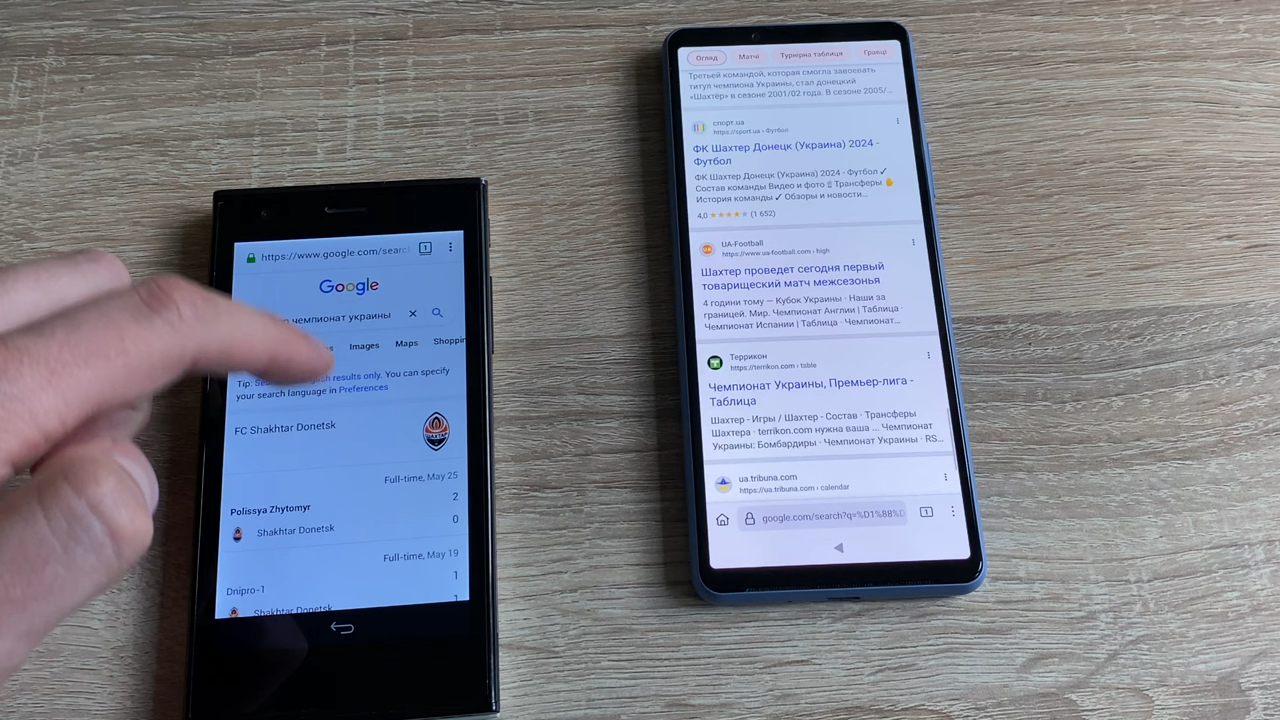 https://www.google.com/searc
1
Google
чемпионат украины
Images Maps Shoppin
Tip: results only. You can specify
your search language in Preferences
FC Shakhtar Donetsk
SHAKHTAR
Full-time, May 25
Polissya Zhytomyr 2
Shakhtar Donetsk 0
Full-time, May 19
Dnipro-1 1
Shakhtar Donetsk 1
Огляд Матчі Турнірна таблиця Гравці
Третьей командой, которая смогла завоевать
титул чемпиона Украины, стал донецкий
«Шахтёр» в сезоне 2001/02 года. В сезоне 2005/...
спорт.ua
https://sport.ua › Футбол
ФК Шахтер Донецк (Украина) 2024 -
Футбол
ФК Шахтер Донецк (Украина) 2024 - Футбол ✓
Состав команды Видео и фото Трансферы
История команды ✓ Обзоры и новости...
4,0 ★★★★★ (1 652)
UA-Football
https://www.ua-football.com › high
Шахтер проведет сегодня первый
товарищеский матч межсезонья
4 години тому — Кубок Украины · Наши за
границей. Мир. Чемпионат Англии | Таблица ·
Чемпионат Испании | Таблица · Чемпионат...
Террикон
https://terrikon.com › table
Чемпионат Украины, Премьер-лига -
Таблица
Шахтер - Игры / Шахтер - Состав · Трансферы
Шахтера · terrikon.com нужна ваша ... Чемпионат
Украины: Бомбардиры · Чемпионат Украины · RS...
ua.tribuna.com
https://ua.tribuna.com › calendar
google.com/search?q=%D1%88%D
1